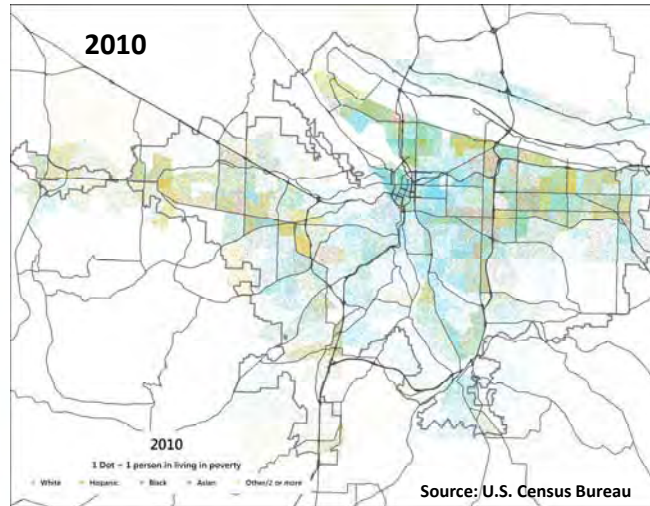 2010
2010
1 Dot = 1 person in living in poverty
White Hispanic Black Asian Other/2 or more
Source: U.S. Census Bureau